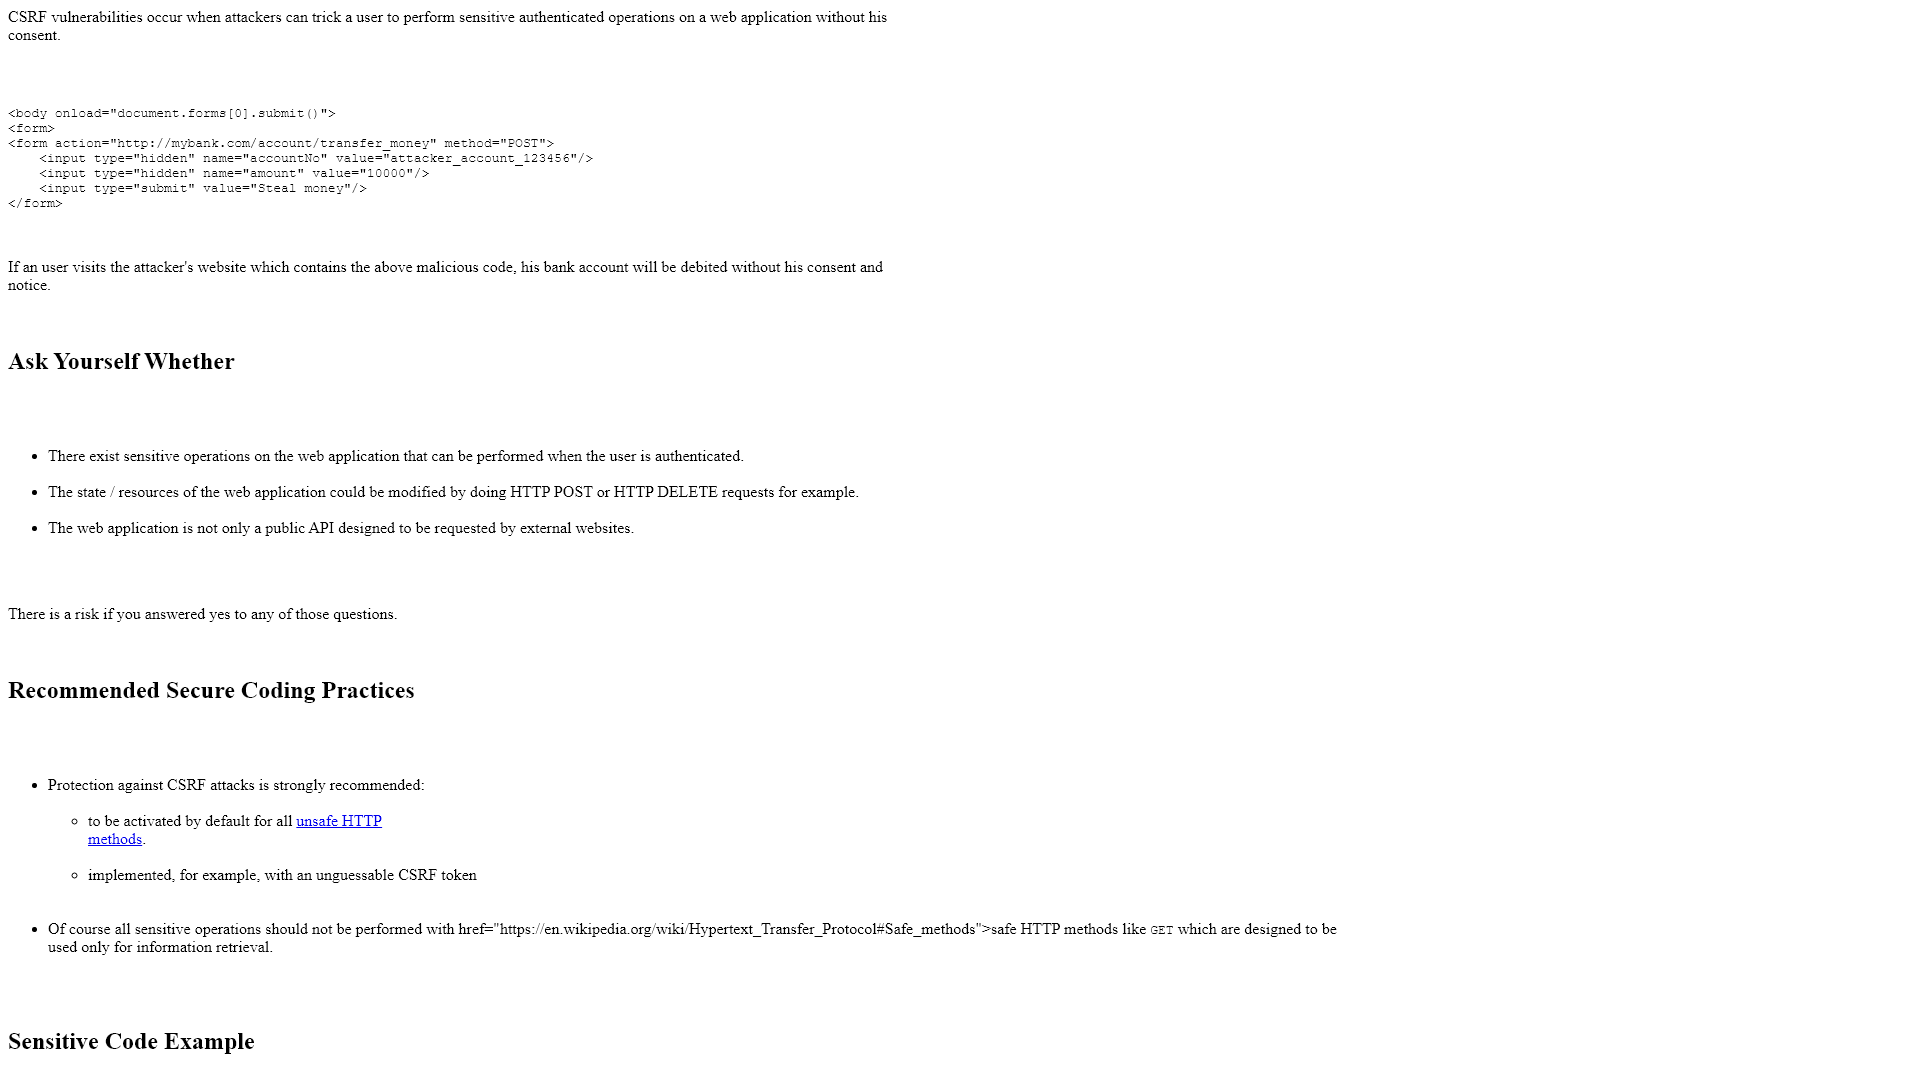 CSRF vulnerabilities occur when attackers can trick a user to perform sensitive authenticated operations on a web application without his
consent.
<body onload="document.forms[0].submit()">
<form>
<form action="http://mybank.com/account/transfer_money" method="POST">
    <input type="hidden" name="accountNo" value="attacker_account_123456"/>
    <input type="hidden" name="amount" value="10000"/>
    <input type="submit" value="Steal money"/>
</form>
If an user visits the attacker's website which contains the above malicious code, his bank account will be debited without his consent and
notice.
Ask Yourself Whether
• There exist sensitive operations on the web application that can be performed when the user is authenticated.
• The state / resources of the web application could be modified by doing HTTP POST or HTTP DELETE requests for example.
• The web application is not only a public API designed to be requested by external websites.
There is a risk if you answered yes to any of those questions.
Recommended Secure Coding Practices
• Protection against CSRF attacks is strongly recommended:
◦ to be activated by default for all unsafe HTTP
methods.
◦ implemented, for example, with an unguessable CSRF token
• Of course all sensitive operations should not be performed with href="https://en.wikipedia.org/wiki/Hypertext_Transfer_Protocol#Safe_methods">safe HTTP methods like GET which are designed to be
used only for information retrieval.
Sensitive Code Example